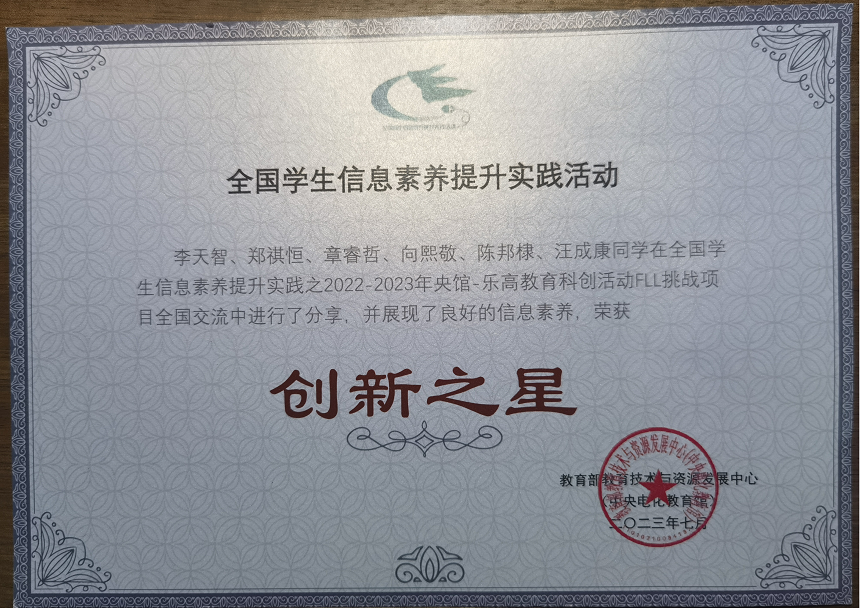 全国学生信息素养提升实践活动
李天智、郑祺恒、章睿哲、向熙敬、陈邦棣、汪成康同学在全国学
生信息素养提升实践之2022-2023年央馆-乐高教育科创活动FLL挑战项
目全国交流中进行了分享，并展现了良好的信息素养，荣获
创新之星
教育部教育技术与资源发展中心
（中央电化教育馆）
二〇二三年七月